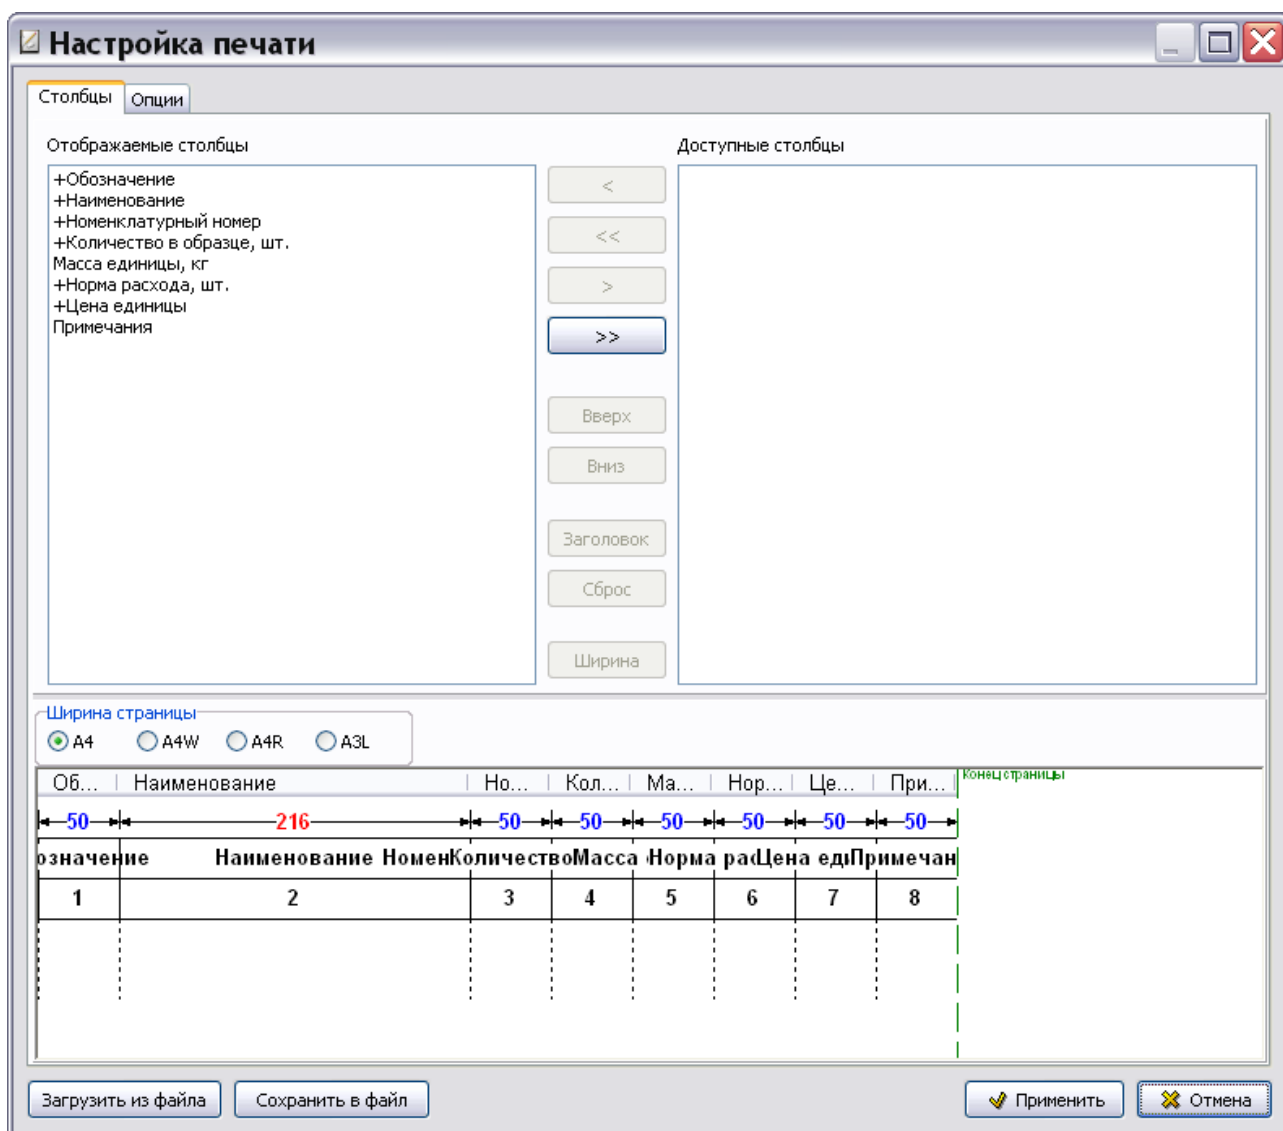 Настройка печати
Столбцы Опции
Отображаемые столбцы Доступные столбцы
+Обозначение
+Наименование
+Номенклатурный номер
+Количество в образце, шт.
Масса единицы, кг
+Норма расхода, шт.
+Цена единицы
Примечания
<
<<
>
>>
Вверх
Вниз
Заголовок
Сброс
Ширина
Ширина страницы
A4 A4W A4R A3L
Об... Наименование Но... Кол... Ма... Нор... Це... При... Конец страницы
50 216 50 50 50 50 50 50
означение Наименование Номен Количество Масса Норма рас Цена еди Примечан
1 2 3 4 5 6 7 8
Загрузить из файла Сохранить в файл Применить Отмена